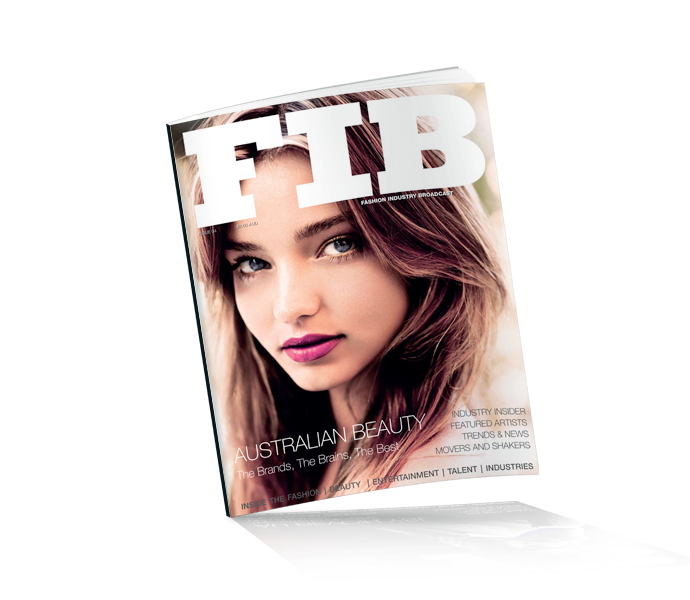 FIB
FASHION INDUSTRY BROADCAST
AUSTRALIAN BEAUTY
The Brands, The Brains, The Best
INDUSTRY INSIDER
FEATURED ARTISTS
TRENDS & NEWS
MOVERS AND SHAKERS
INSIDE THE FASHION | BEAUTY | ENTERTAINMENT | TALENT | INDUSTRIES